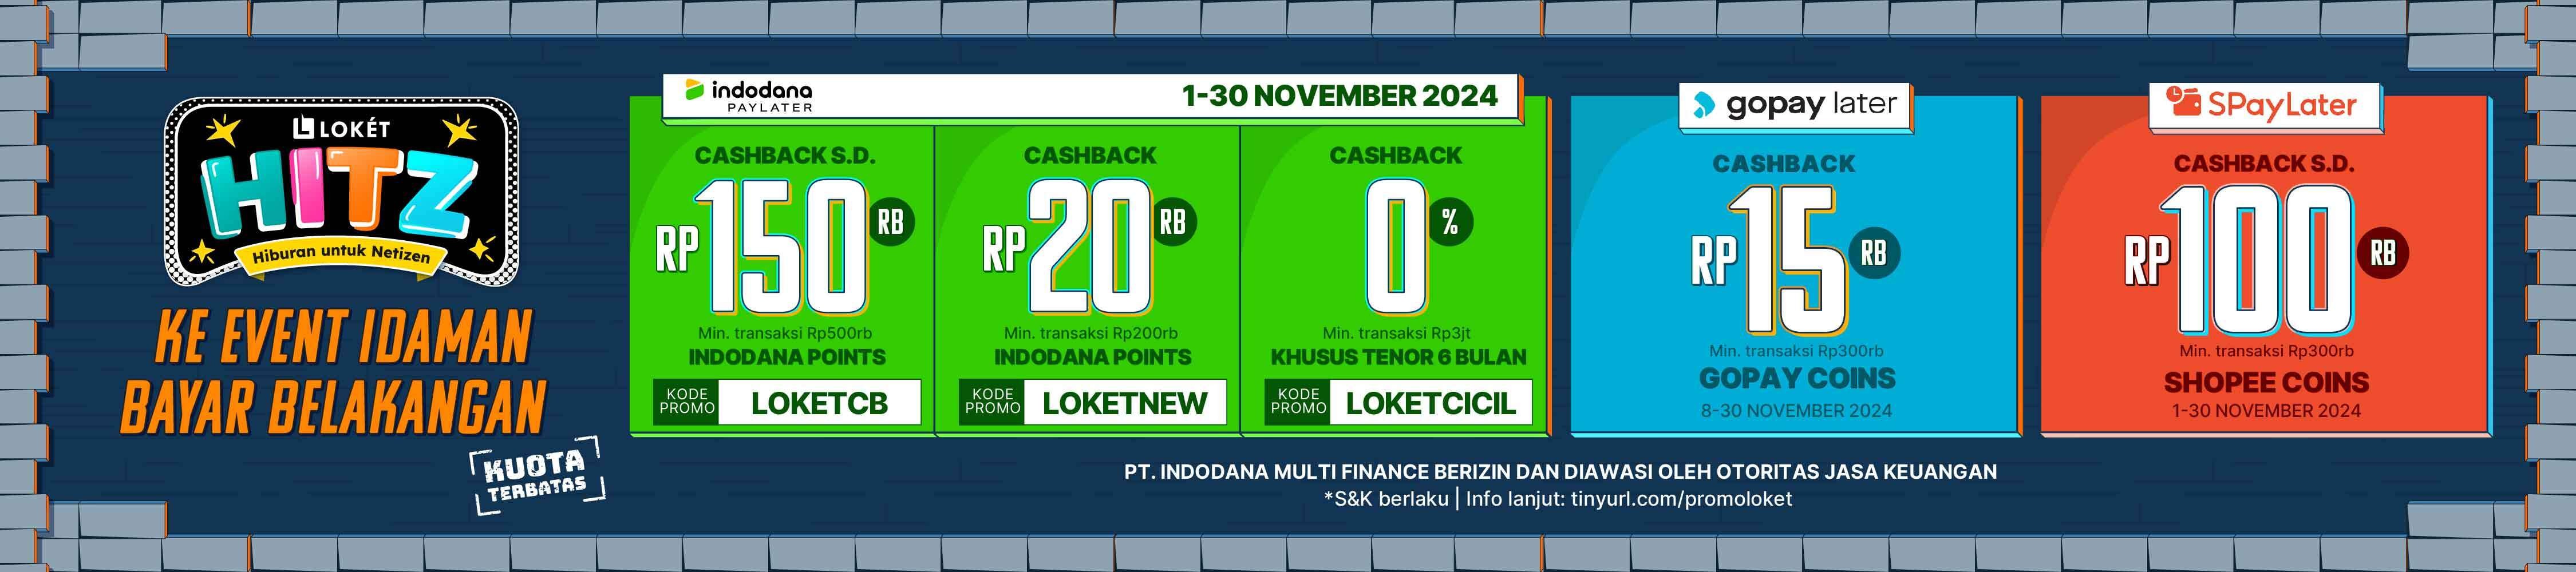 LOKÉT
HITZ
Hiburan untuk Netizen
KE EVENT IDAMAN
BAYAR BELAKANGAN
KUOTA
TERBATAS
indodana
PAYLATER
1-30 NOVEMBER 2024
CASHBACK S.D.
RP 150 RB
Min. transaksi Rp500rb
INDODANA POINTS
KODE
PROMO
LOKETCB
CASHBACK
RP 20 RB
Min. transaksi Rp200rb
INDODANA POINTS
KODE
PROMO
LOKETNEW
CASHBACK
0 %
Min. transaksi Rp3jt
KHUSUS TENOR 6 BULAN
KODE
PROMO
LOKETCICIL
gopay later
CASHBACK
RP 15 RB
Min. transaksi Rp300rb
GOPAY COINS
8-30 NOVEMBER 2024
SPayLater
CASHBACK S.D.
RP 100 RB
Min. transaksi Rp300rb
SHOPEE COINS
1-30 NOVEMBER 2024
PT. INDODANA MULTI FINANCE BERIZIN DAN DIAWASI OLEH OTORITAS JASA KEUANGAN
*S&K berlaku | Info lanjut: tinyurl.com/promoloket